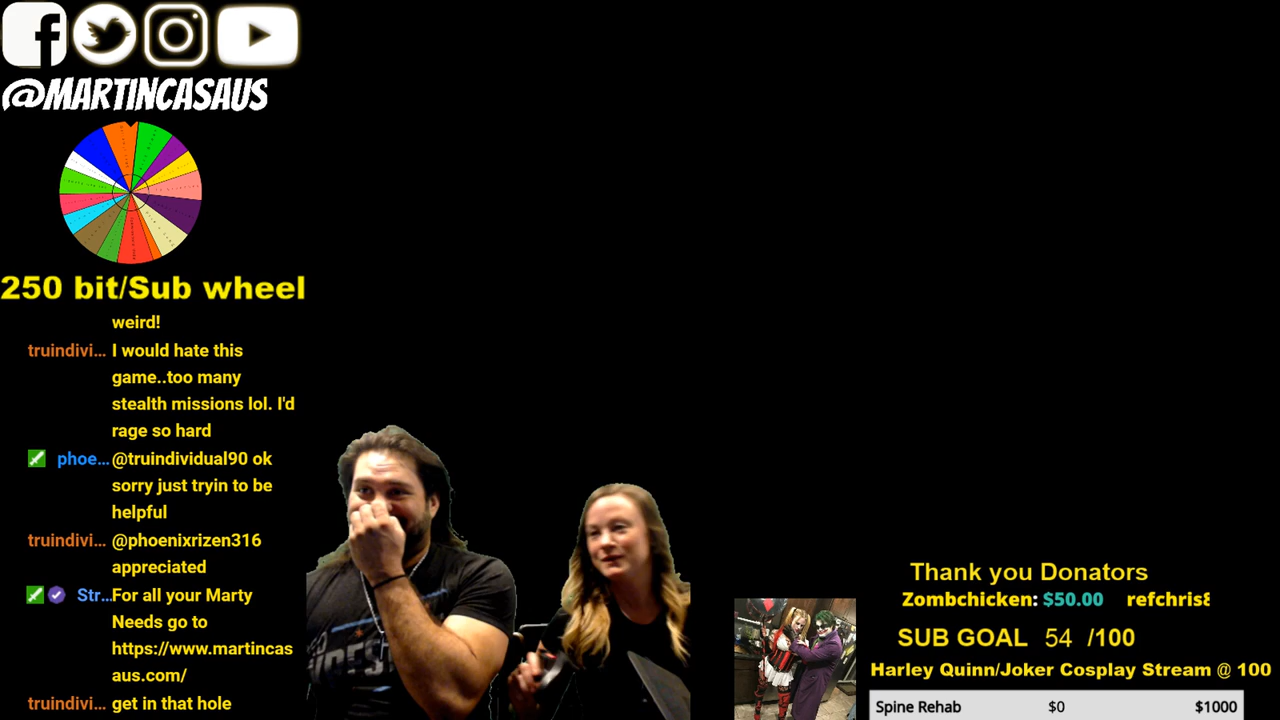 @MARTINCASAUS
250 bit/Sub wheel
weird!
truindivi... I would hate this
game..too many
stealth missions lol. I'd
rage so hard
phoe... @truindividual90 ok
sorry just tryin to be
helpful
truindivi... @phoenixrizen316
appreciated
Str... For all your Marty
Needs go to
https://www.martincas
aus.com/
truindivi... get in that hole
Thank you Donators
Zombchicken: $50.00 refchris8
SUB GOAL 54 /100
Harley Quinn/Joker Cosplay Stream @ 100
Spine Rehab $0 $1000